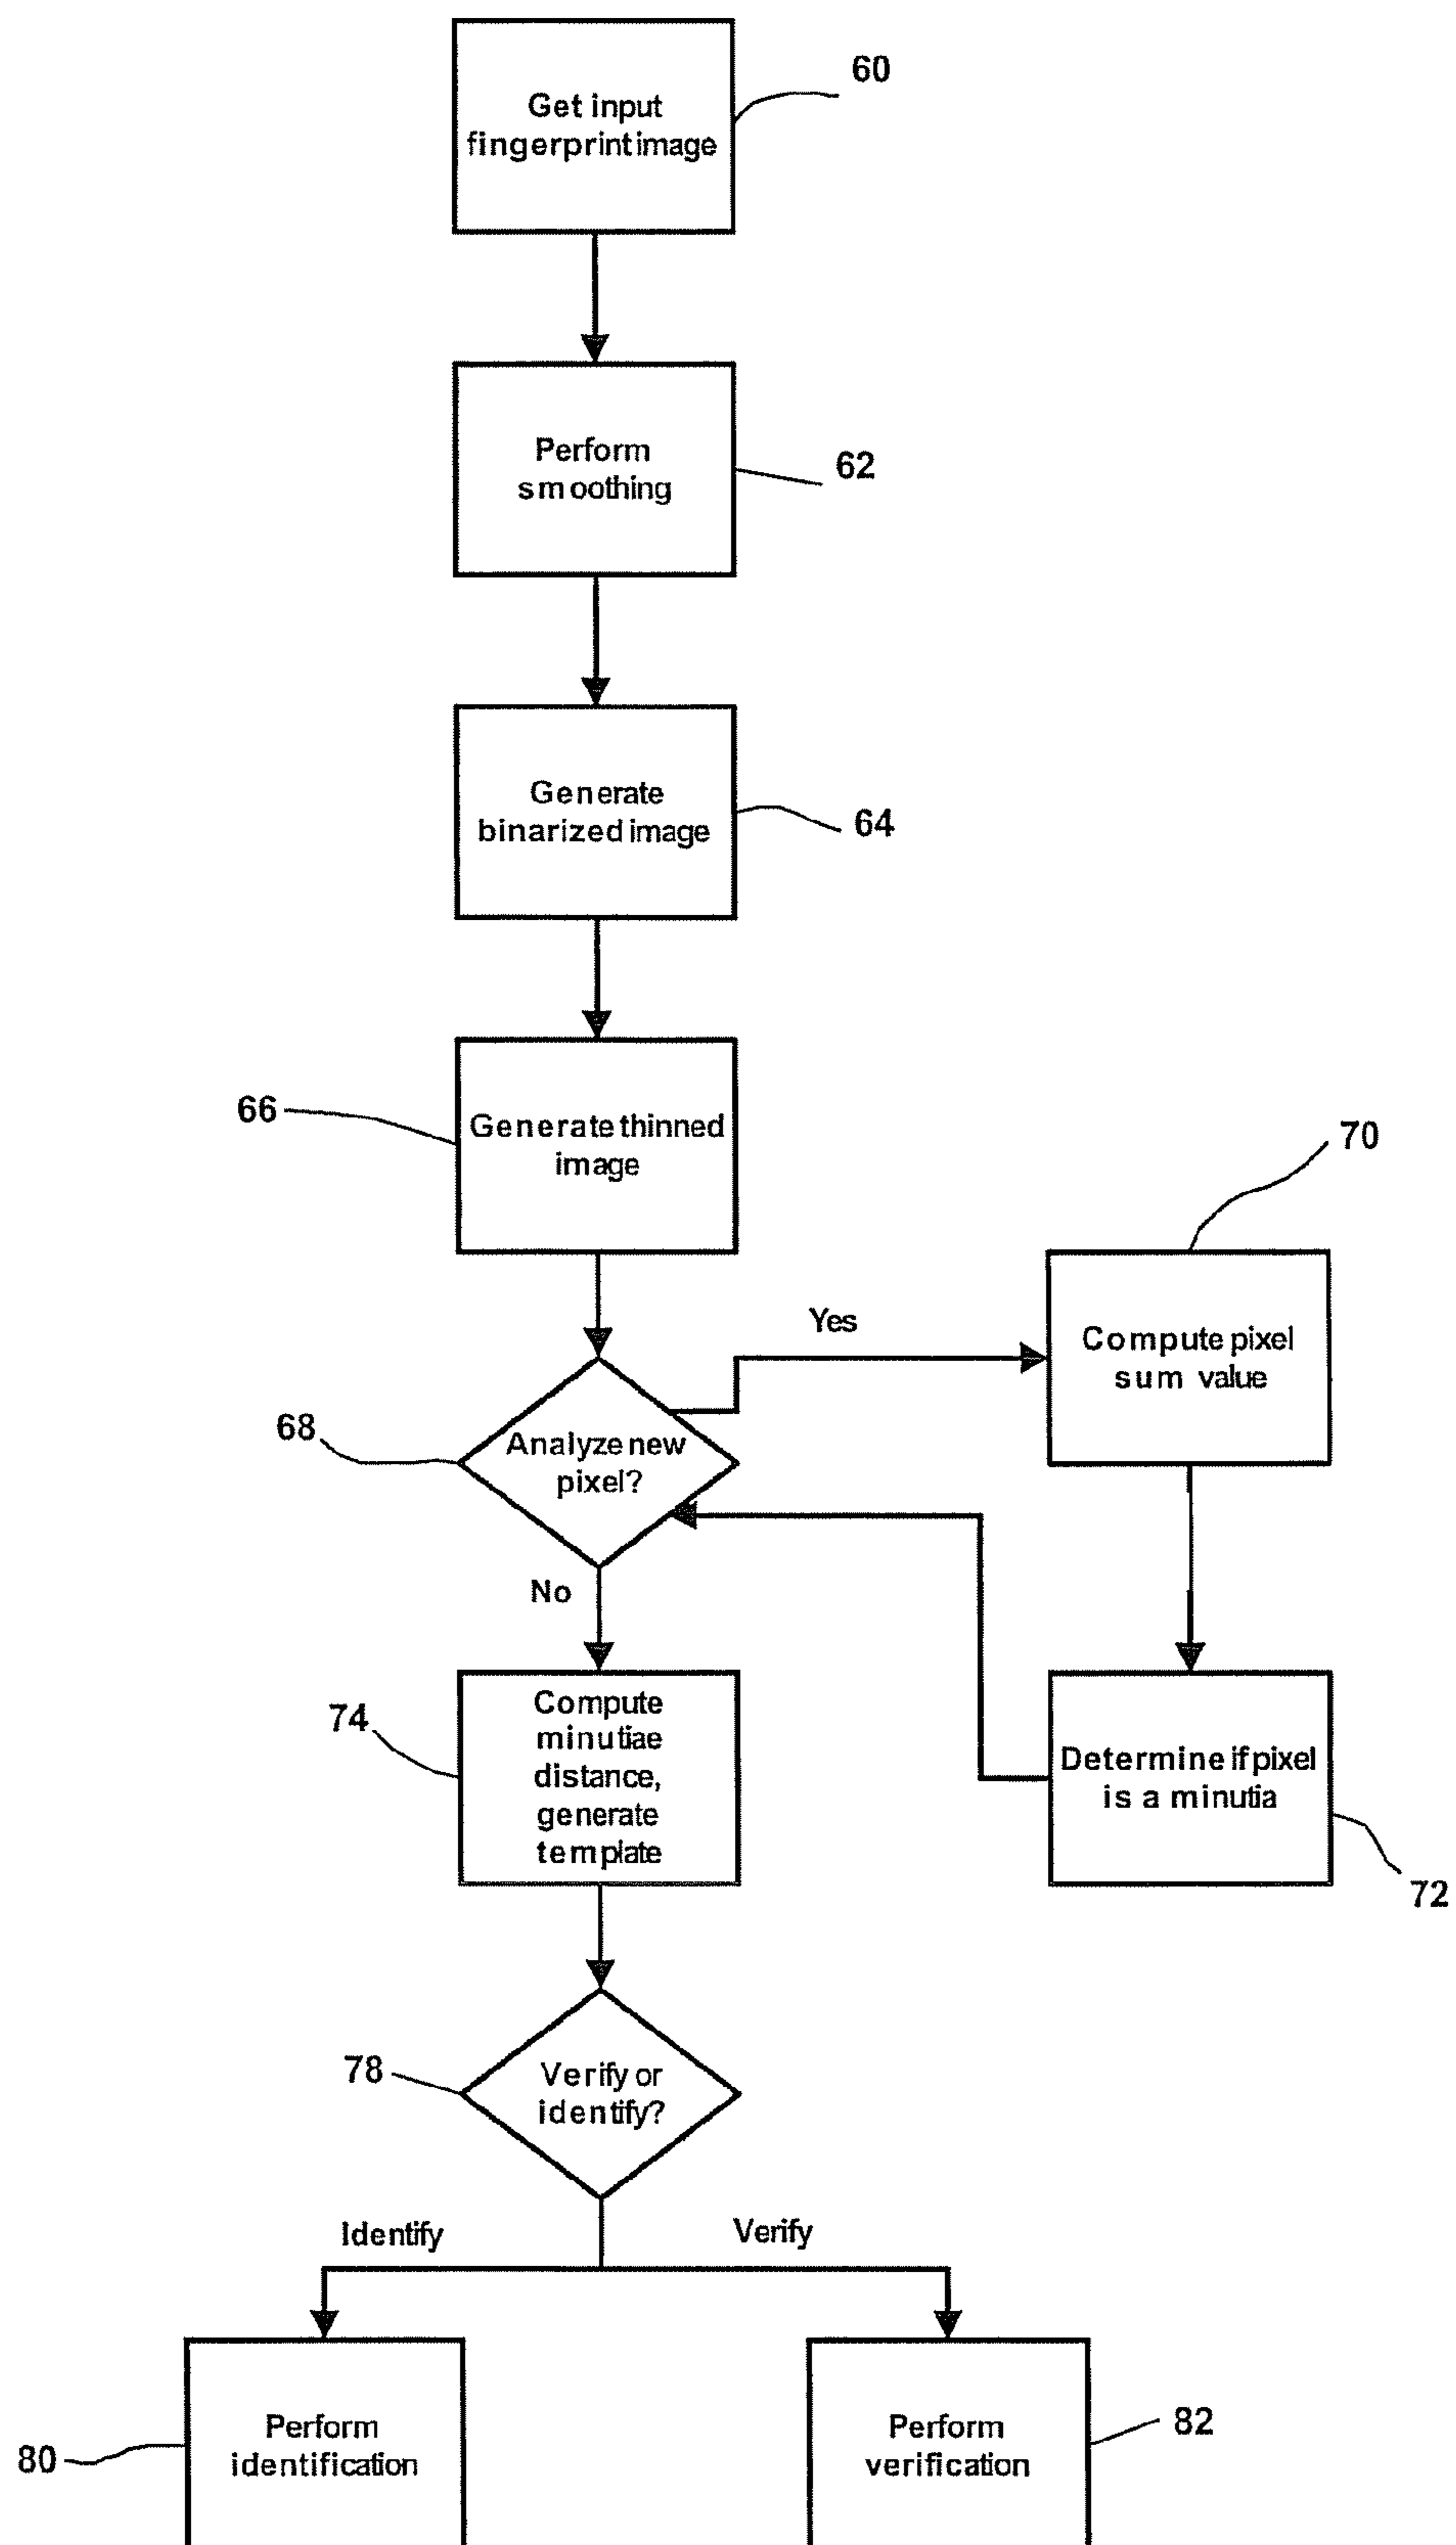 Get input
fingerprint image
60
Perform
smoothing
62
Generate
binarized image
64
66
Generate thinned
image
70
Yes
Compute pixel
sum value
68
Analyze new
pixel?
No
74
Compute
minutiae
distance,
generate
template
Determine if pixel
is a minutia
72
78
Verify or
identify?
Identify
Verify
80
Perform
identification
Perform
verification
82